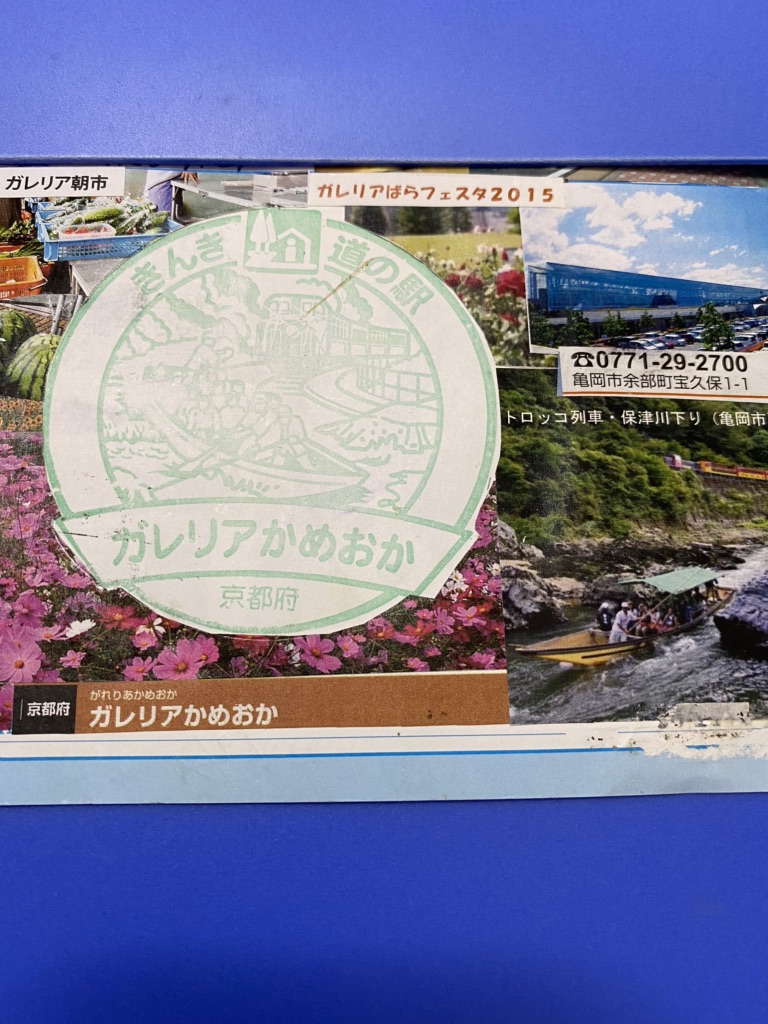 ガレリア朝市
ガレリアばらフェスタ2015
きんき 道の駅
☎0771-29-2700
亀岡市余部町宝久保1-1
トロッコ列車・保津川下り（亀岡市
ガレリアかめおか
京都府
がれりあかめおか
京都府 ガレリアかめおか